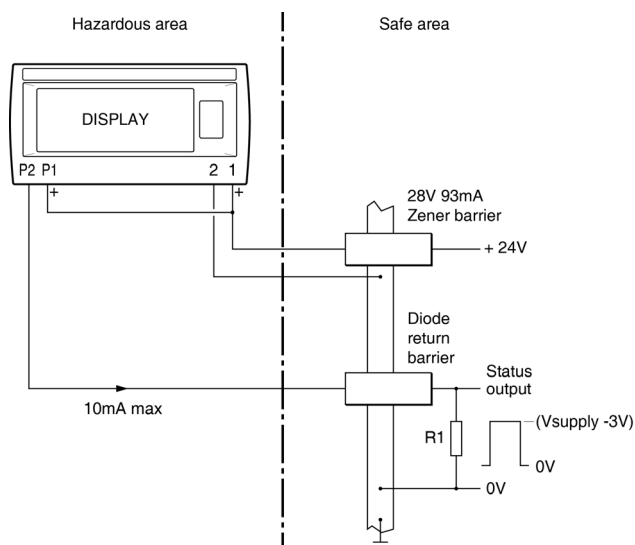 Hazardous area
Safe area
DISPLAY
P2 P1
2 1
+
+
28V 93mA
Zener barrier
+ 24V
Diode
return
barrier
Status
output
10mA max
R1
(Vsupply -3V)
0V
0V